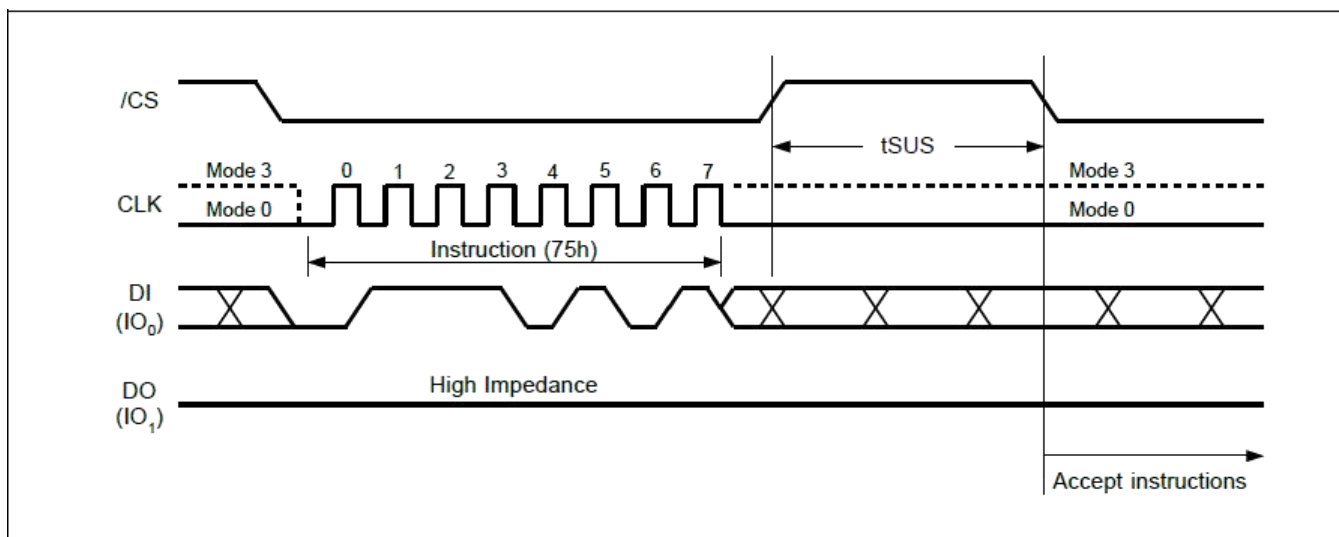 /CS
tSUS
Mode 3 0 1 2 3 4 5 6 7 Mode 3
CLK
Mode 0 Mode 0
Instruction (75h)
DI
(IO0)
High Impedance
DO
(IO1)
Accept instructions